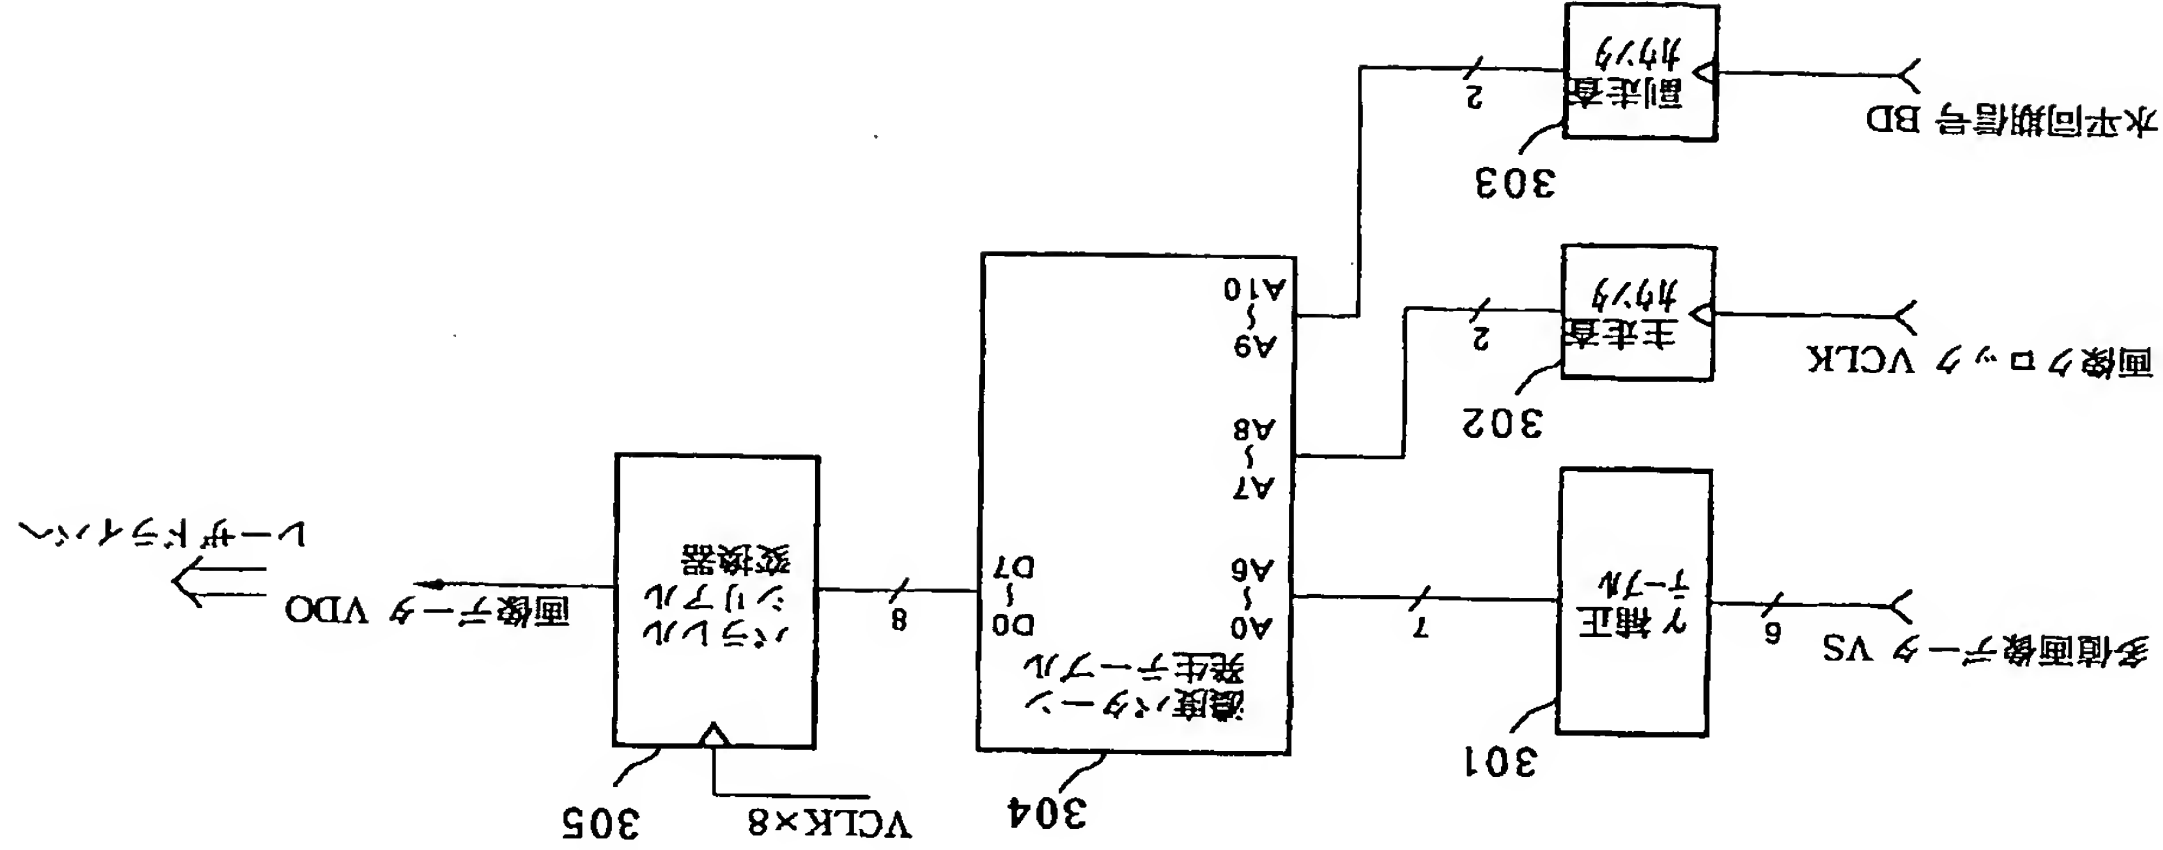 VCLK×8
305
304
301
多値画像データ VS
6
γ補正
テーブル
7
濃度パターン
発生テーブル
A0
〜
A6
A7
〜
A8
A9
〜
A10
D0
〜
D7
8
パラレル
シリアル
変換器
画像データ VDO
レーザドライバへ
302
画像クロック VCLK
主走査
カウンタ
2
303
水平同期信号 BD
副走査
カウンタ
2